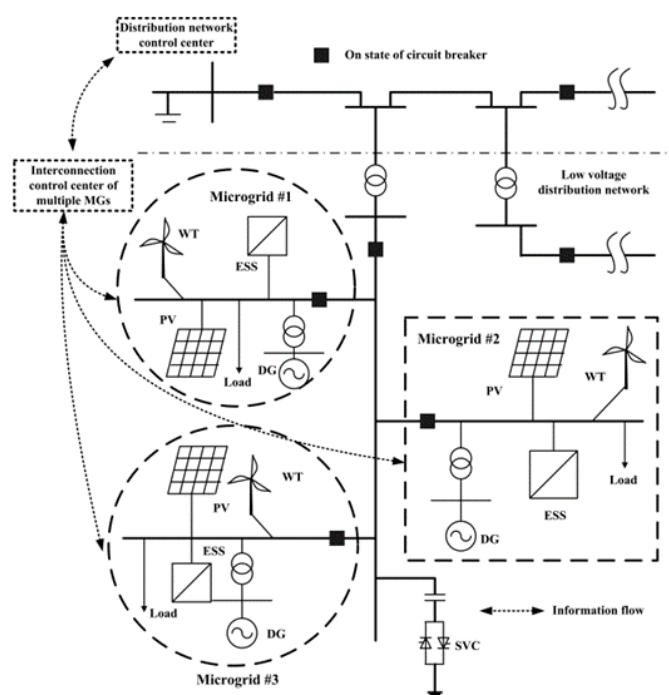 Distribution network
control center
On state of circuit breaker
Interconnection
control center of
multiple MGs
Low voltage
distribution network
Microgrid #1
WT
ESS
PV
Load
DG
Microgrid #2
PV
WT
DG
ESS
Load
PV
WT
ESS
Load
DG
Microgrid #3
SVC
Information flow